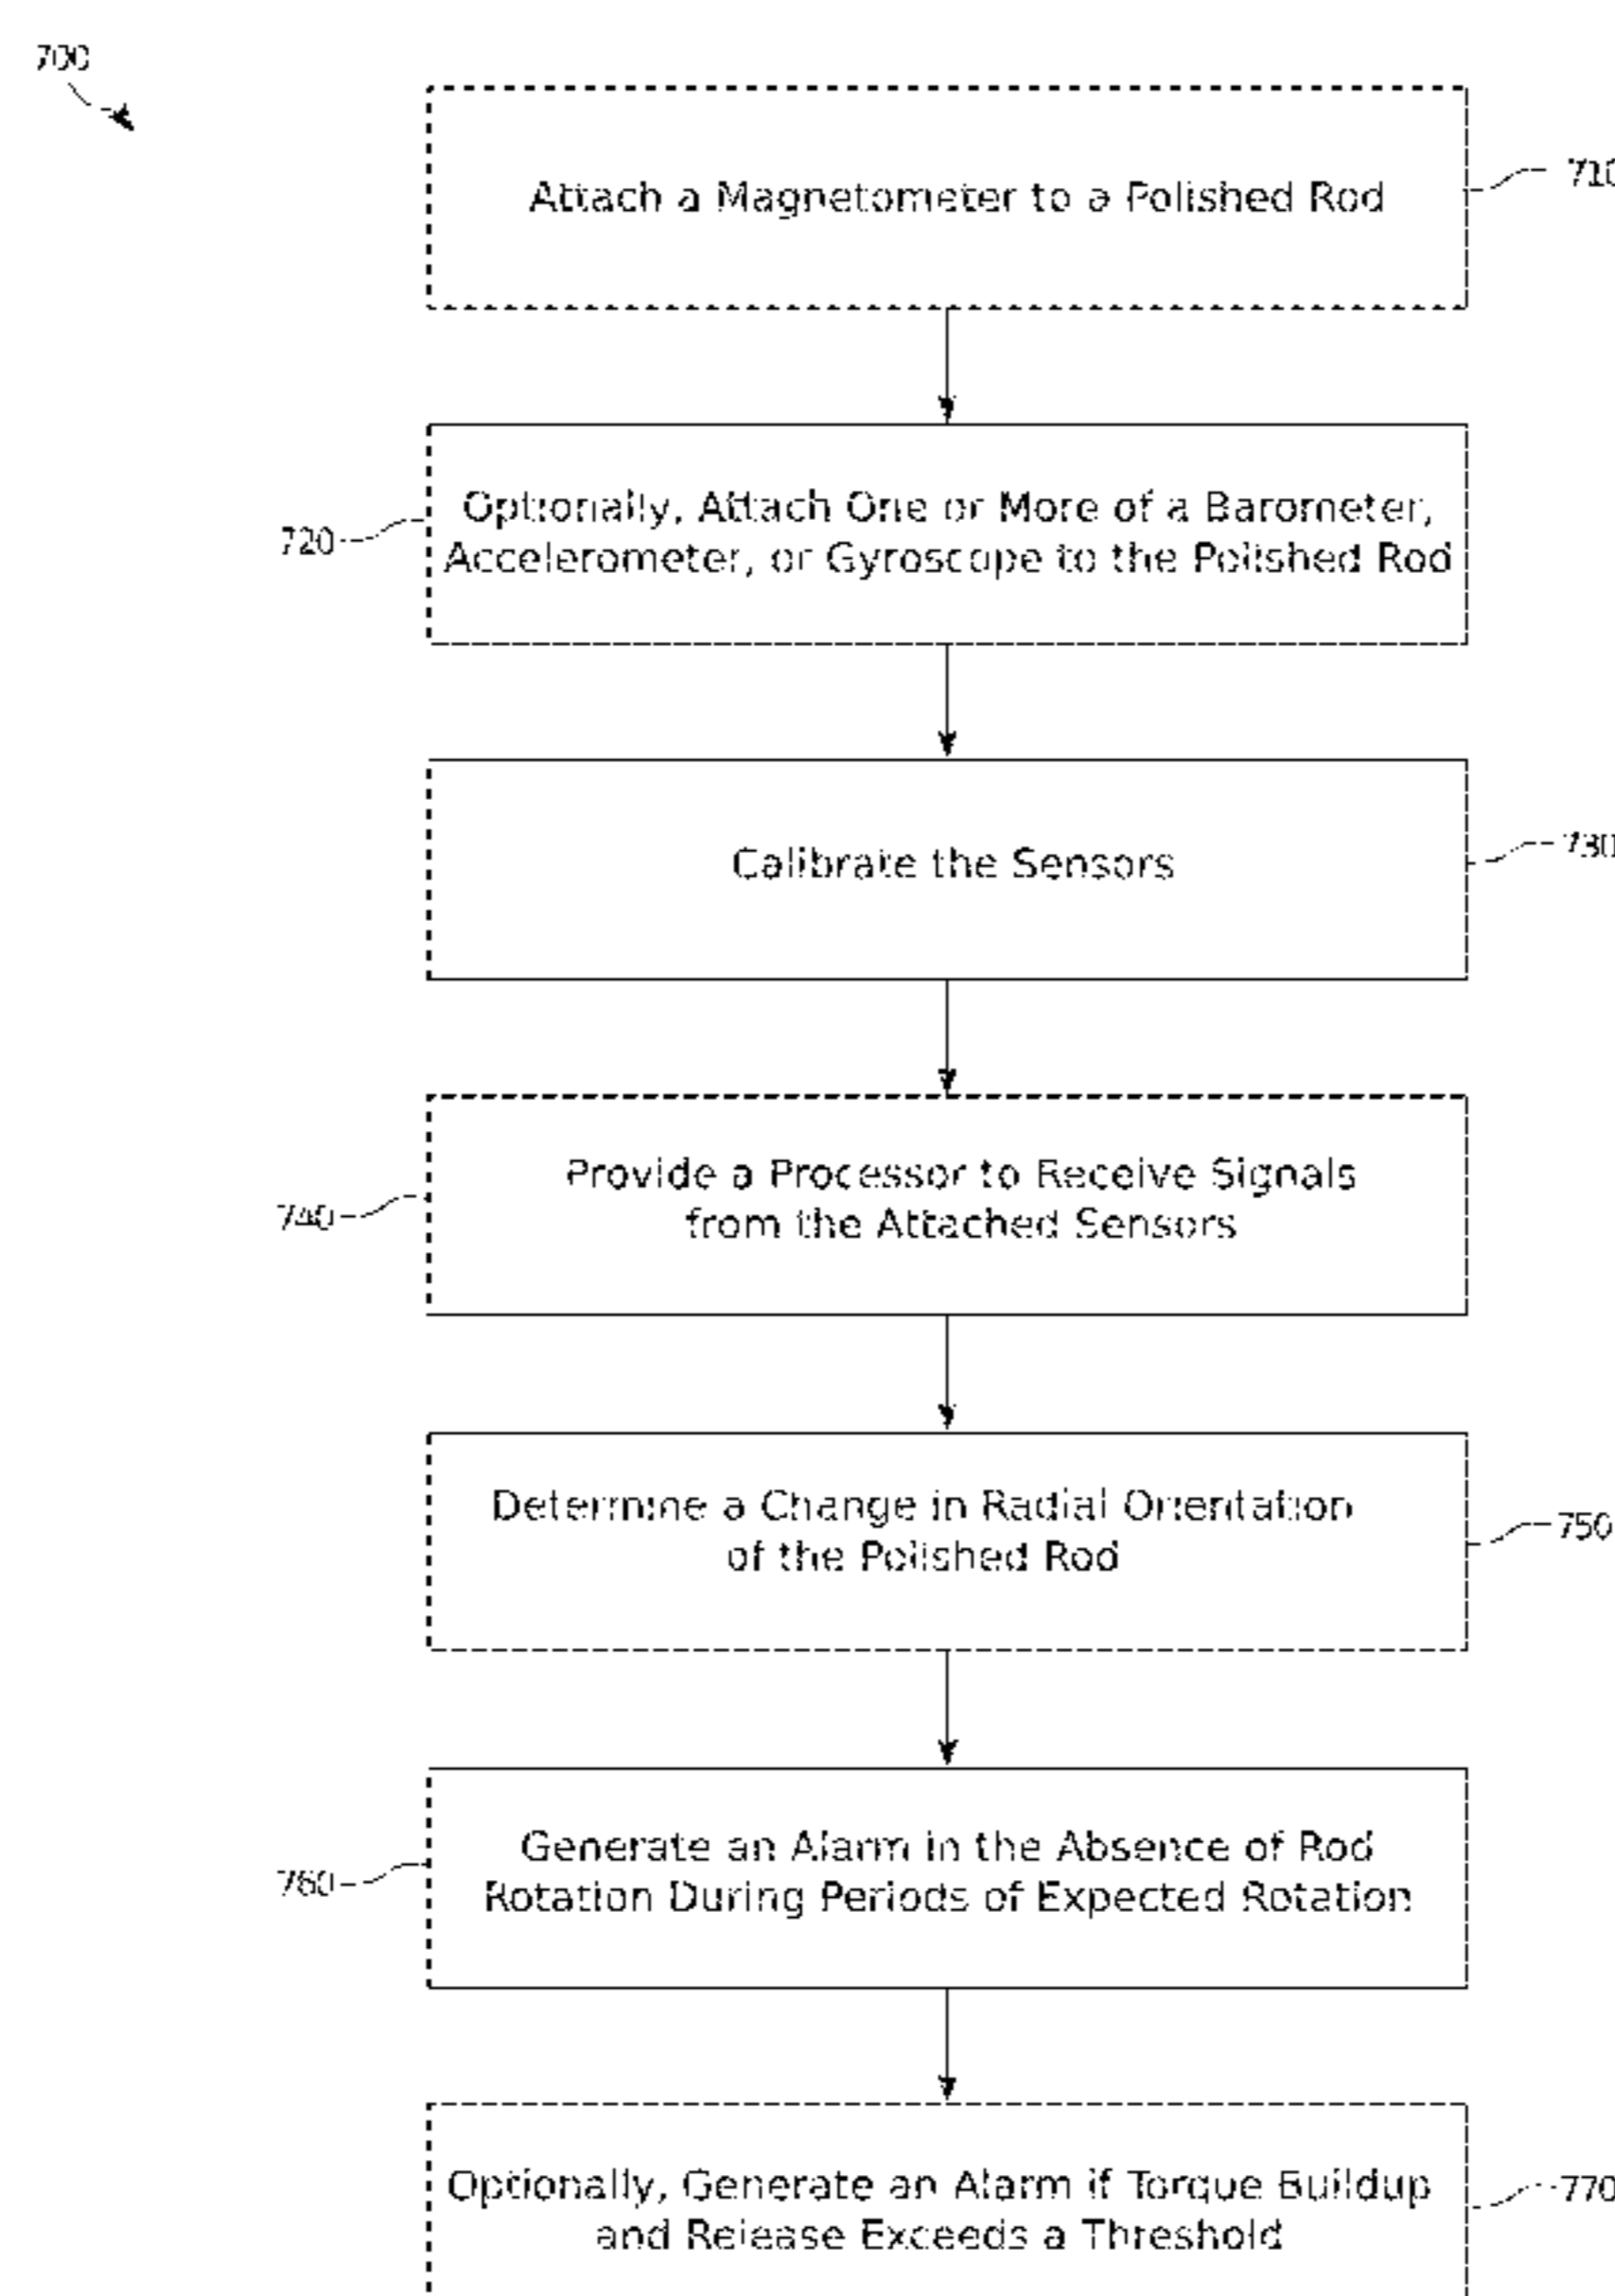 700
Attach a Magnetometer to a Polished Rod
710
Optionally, Attach One or More of a Barometer,
Accelerometer, or Gyroscope to the Polished Rod
720
Calibrate the Sensors
730
Provide a Processor to Receive Signals
from the Attached Sensors
740
Determine a Change in Radial Orientation
of the Polished Rod
750
Generate an Alarm in the Absence of Rod
Rotation During Periods of Expected Rotation
760
Optionally, Generate an Alarm if Torque Buildup
and Release Exceeds a Threshold
770